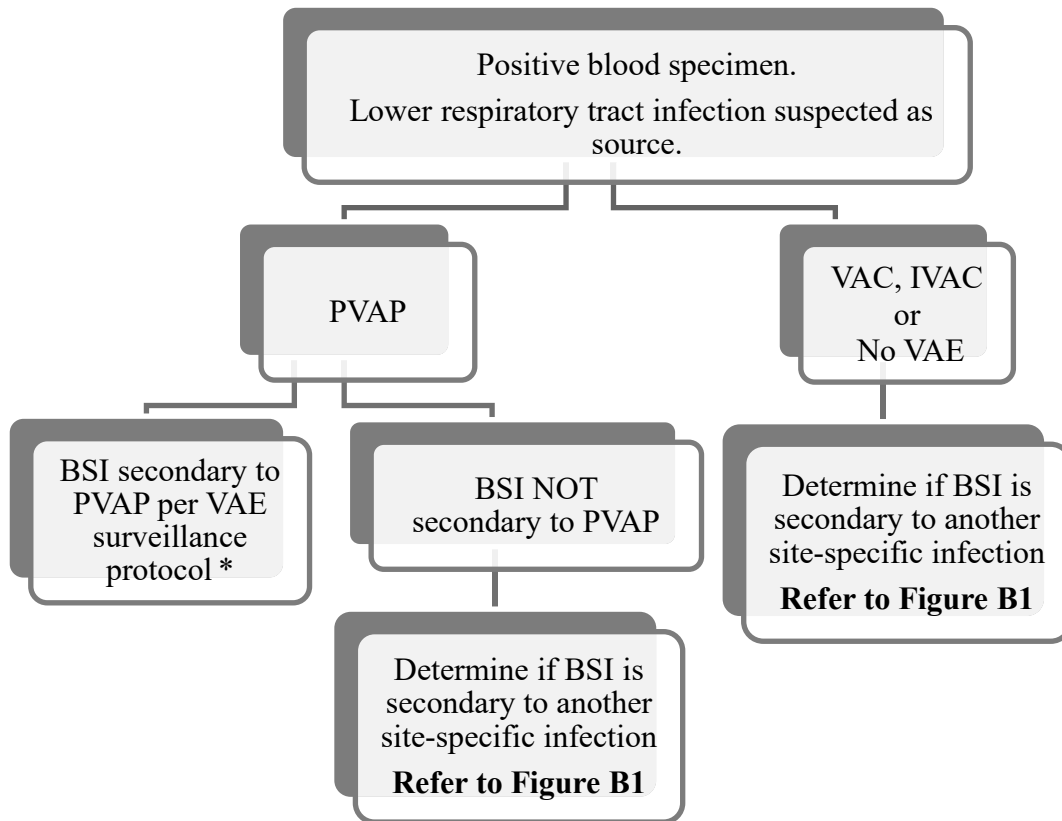 Positive blood specimen.
Lower respiratory tract infection suspected as
source.
PVAP
VAC, IVAC
or
No VAE
BSI secondary to
PVAP per VAE
surveillance
protocol *
BSI NOT
secondary to PVAP
Determine if BSI is
secondary to another
site-specific infection
Refer to Figure B1
Determine if BSI is
secondary to another
site-specific infection
Refer to Figure B1